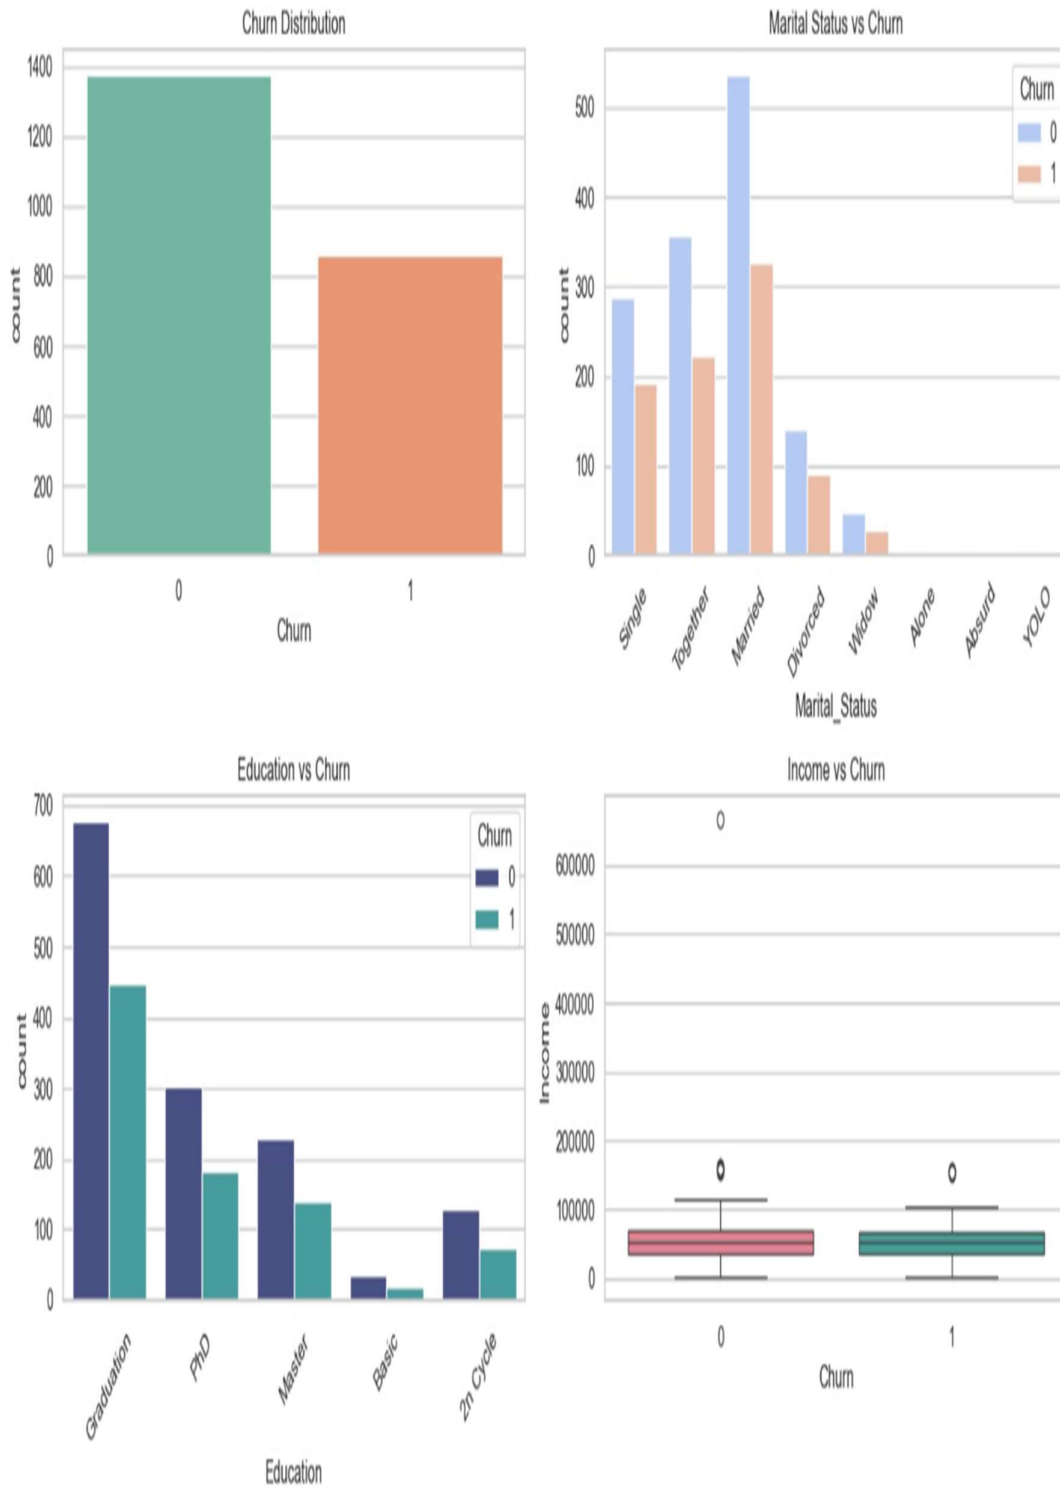 Churn Distribution
1400
1200
1000
800
600
400
200
0
count
0
1
Churn
Marital Status vs Churn
500
400
300
200
100
0
count
Churn
0
1
Single
Together
Married
Divorced
Widow
Alone
Absurd
YOLO
Marital_Status
Education vs Churn
700
600
500
400
300
200
100
0
count
Churn
0
1
Graduation
PhD
Master
Basic
2n Cycle
Education
Income vs Churn
600000
500000
400000
300000
200000
100000
0
Income
0
1
Churn